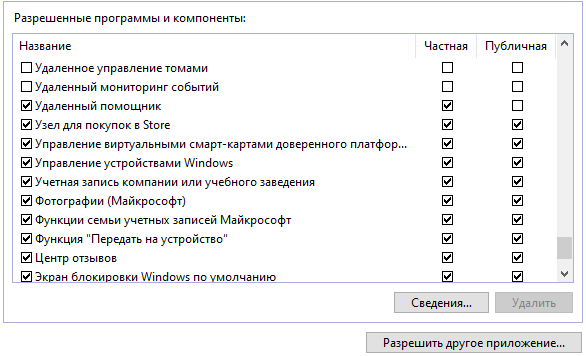 Разрешенные программы и компоненты:
Название Частная Публичная
Удаленное управление томами
Удаленный мониторинг событий
Удаленный помощник
Узел для покупок в Store
Управление виртуальными смарт-картами доверенного платфор...
Управление устройствами Windows
Учетная запись компании или учебного заведения
Фотографии (Майкрософт)
Функции семьи учетных записей Майкрософт
Функция "Передать на устройство"
Центр отзывов
Экран блокировки Windows по умолчанию
Сведения... Удалить
Разрешить другое приложение...